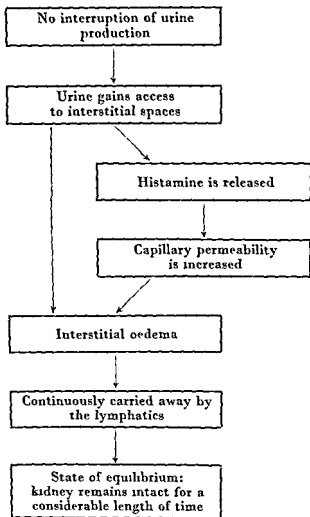 No interruption of urine
production
Urine gains access
to interstitial spaces
Histamine is released
Capillary permeability
is increased
Interstitial oedema
Continuously carried away by
the lymphatics
State of equilibrium:
kidney remains intact for a
considerable length of time